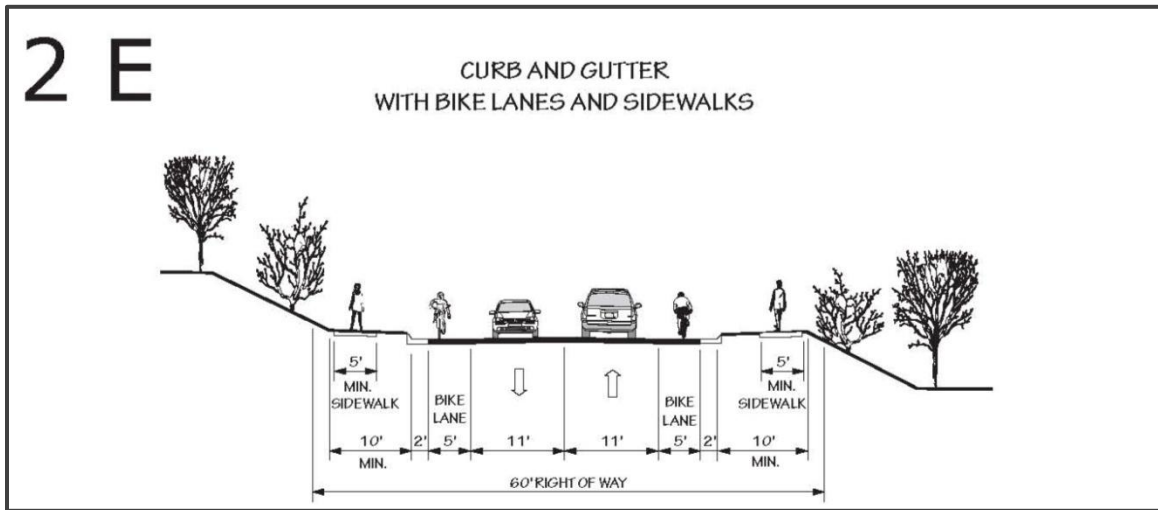 2 E
CURB AND GUTTER
WITH BIKE LANES AND SIDEWALKS
5' 5'
MIN. BIKE BIKE MIN.
SIDEWALK LANE LANE SIDEWALK
10' 2' 5' 11' 11' 5' 2' 10'
MIN. MIN.
60' RIGHT OF WAY